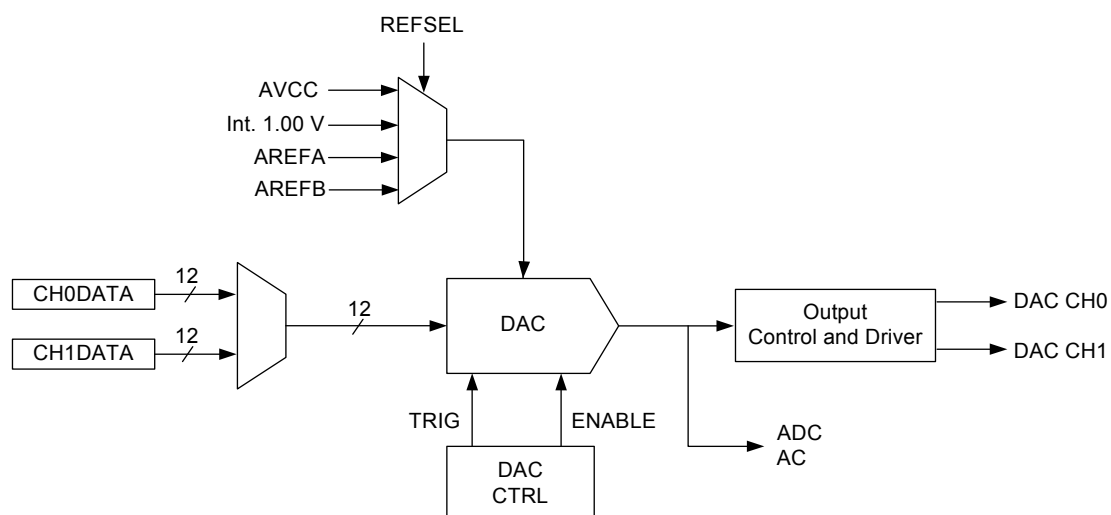 REFSEL
AVCC
Int. 1.00 V
AREFA
AREFB
CH0DATA
12
CH1DATA
12
12
DAC
Output
Control and Driver
DAC CH0
DAC CH1
TRIG
ENABLE
DAC
CTRL
ADC
AC